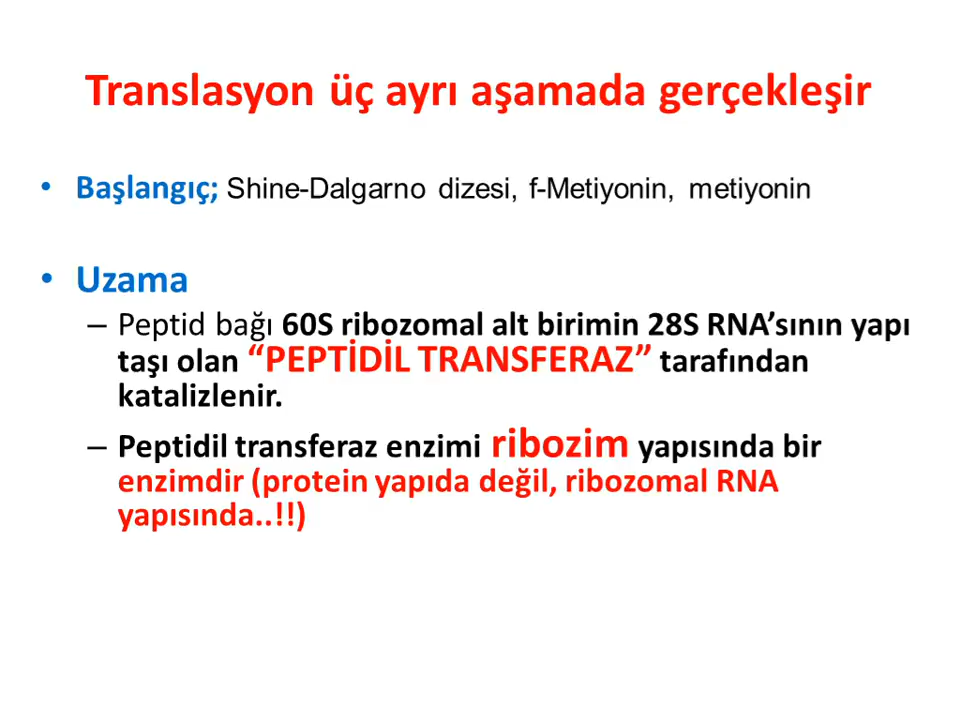 Translasyon üç ayrı aşamada gerçekleşir
• Başlangıç; Shine-Dalgarno dizesi, f-Metiyonin, metiyonin
• Uzama
– Peptid bağı 60S ribozomal alt birimin 28S RNA’sının yapı
taşı olan “PEPTİDİL TRANSFERAZ” tarafından
katalizlenir.
– Peptidil transferaz enzimi ribozim yapısında bir
enzimdir (protein yapıda değil, ribozomal RNA
yapısında..!!)